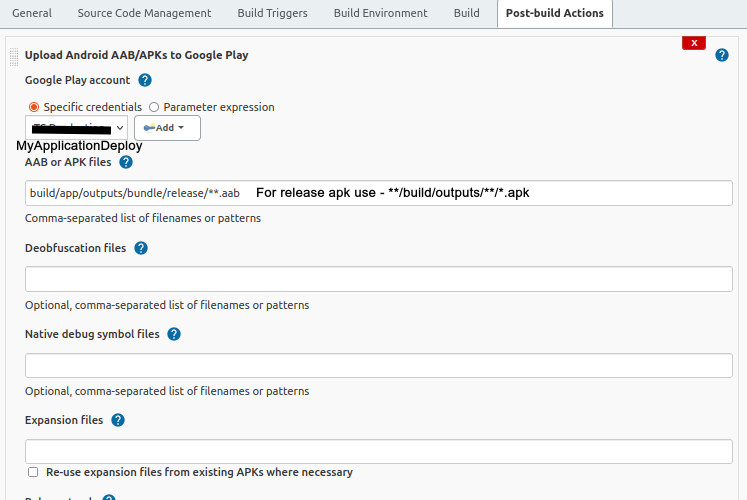 General Source Code Management Build Triggers Build Environment Build Post-build Actions
x
Upload Android AAB/APKs to Google Play ?
Google Play account ?
Specific credentials Parameter expression
Add
MyApplicationDeploy
AAB or APK files ?
build/app/outputs/bundle/release/**.aab For release apk use - **/build/outputs/**/*.apk
Comma-separated list of filenames or patterns
Deobfuscation files ?
Optional, comma-separated list of filenames or patterns
Native debug symbol files ?
Optional, comma-separated list of filenames or patterns
Expansion files ?
Re-use expansion files from existing APKs where necessary